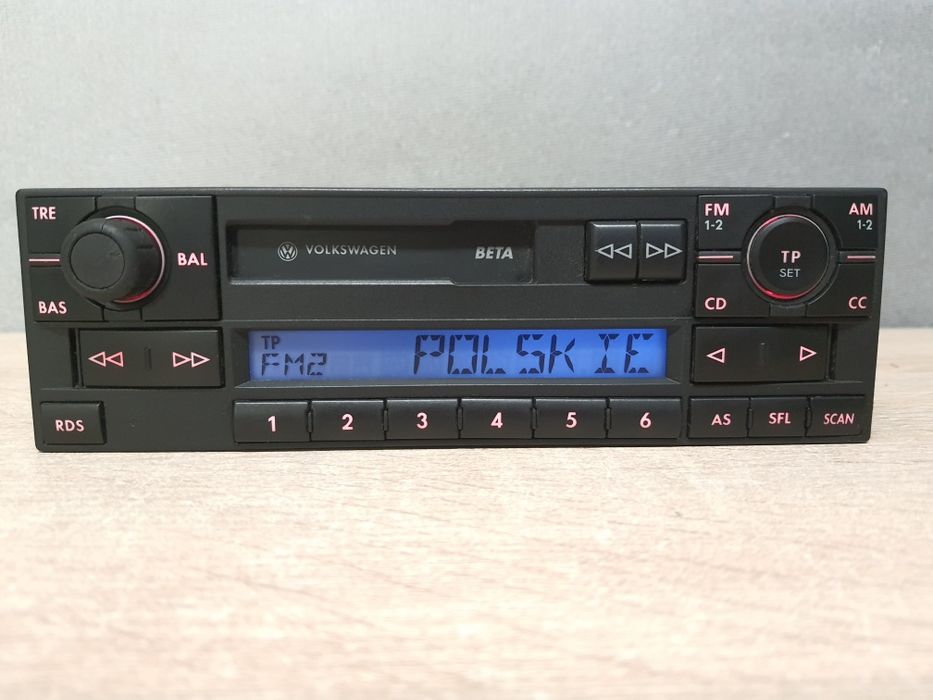 TRE
BAL
BAS
VOLKSWAGEN BETA
FM
1-2
AM
1-2
TP
SET
CD
CC
TP
FM2 POLSKIE
RDS
1 2 3 4 5 6
AS SFL SCAN